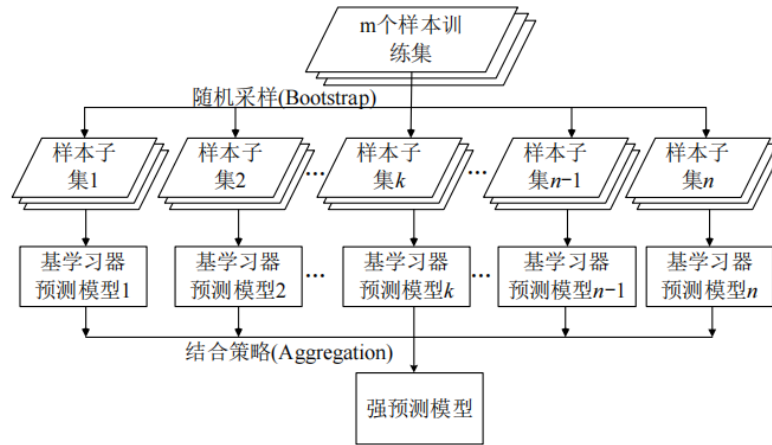 m个样本训
练集
随机采样(Bootstrap)
样本子
集1
样本子
集2
...
样本子
集k
...
样本子
集n-1
样本子
集n
基学习器
预测模型1
基学习器
预测模型2
...
基学习器
预测模型k
...
基学习器
预测模型n-1
基学习器
预测模型n
结合策略(Aggregation)
强预测模型